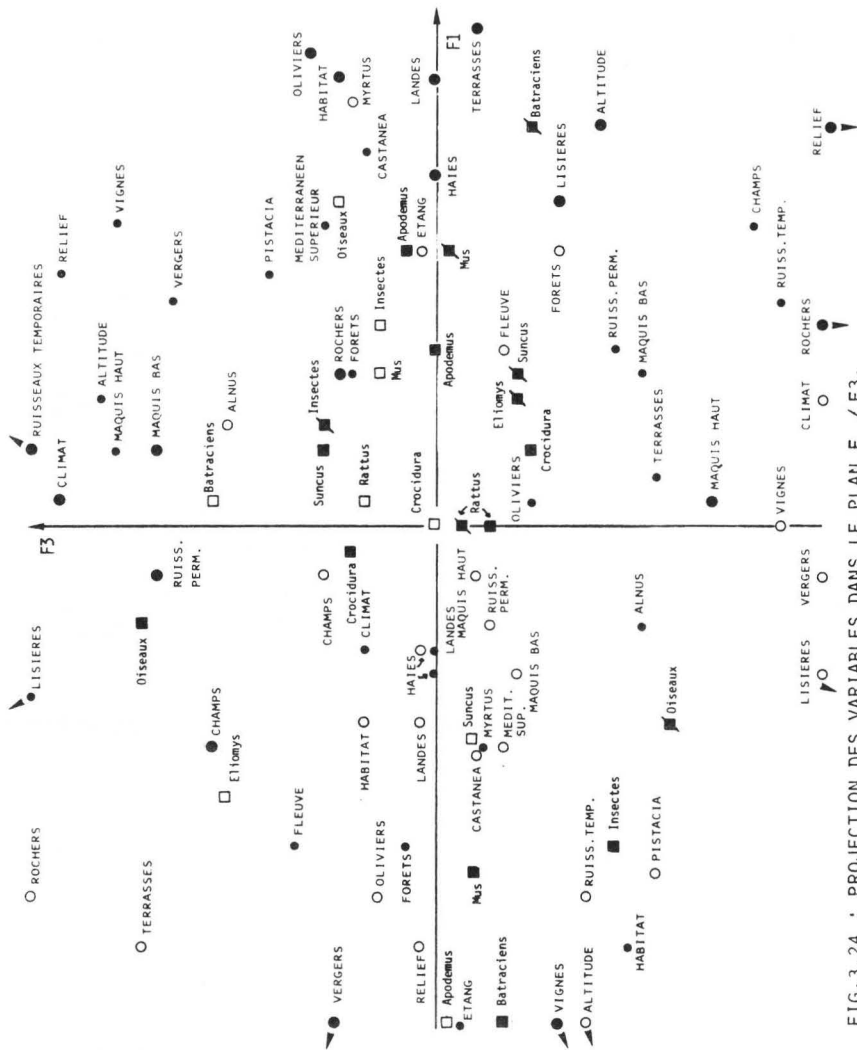 F3
ROCHERS
LISIERES
RUISSEAUX TEMPORAIRES
CLIMAT
RELIEF
ALTITUDE
MAQUIS HAUT
VIGNES
TERRASSES
Oiseaux
RUISS.
PERM.
MAQUIS BAS
VERGERS
CHAMPS
Eliomys
Batraciens
ALNUS
PISTACIA
FLEUVE
VERGERS
CHAMPS
Suncus
Insectes
MEDITERRANEEN
SUPERIEUR
OLIVIERS
Crocidura
ROCHERS
Oiseaux
HABITAT
HABITAT
CLIMAT
Rattus
FORETS
CASTANEA
MYRTUS
OLIVIERS
Mus
Insectes
FORETS
Apodemus
RELIEF
LANDES
HAIES
Crocidura
ETANG
LANDES
F1
Apodemus
ETANG
LANDES
Apodemus
Mus
HAIES
Mus
CASTANEA
Suncus
MYRTUS
MAQUIS HAUT
Rattus
TERRASSES
Batraciens
MEDIT.
SUP.
RUISS.
PERM.
FLEUVE
MAQUIS BAS
Eliomys
Suncus
OLIVIERS
Crocidura
Batraciens
VIGNES
FORETS
LISIERES
ALTITUDE
RUISS.TEMP.
ALTITUDE
Insectes
RUISS.PERM.
HABITAT
ALNUS
MAQUIS BAS
PISTACIA
Oiseaux
TERRASSES
MAQUIS HAUT
CHAMPS
VIGNES
RUISS.TEMP.
LISIERES
VERGERS
CLIMAT
ROCHERS
RELIEF
FIG.3.24 : PROJECTION DES VARIABLES DANS LE PLAN F1/F3.